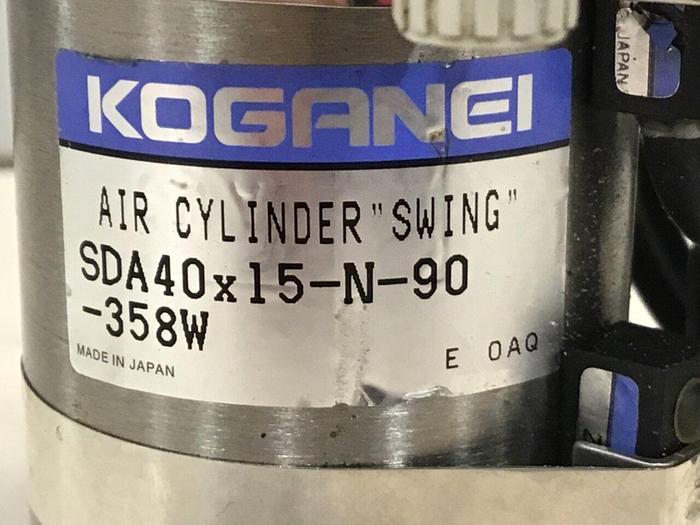 KOGANEI
AIR CYLINDER "SWING"
SDA40x15-N-90
-358W
MADE IN JAPAN
E OAQ
JAPAN